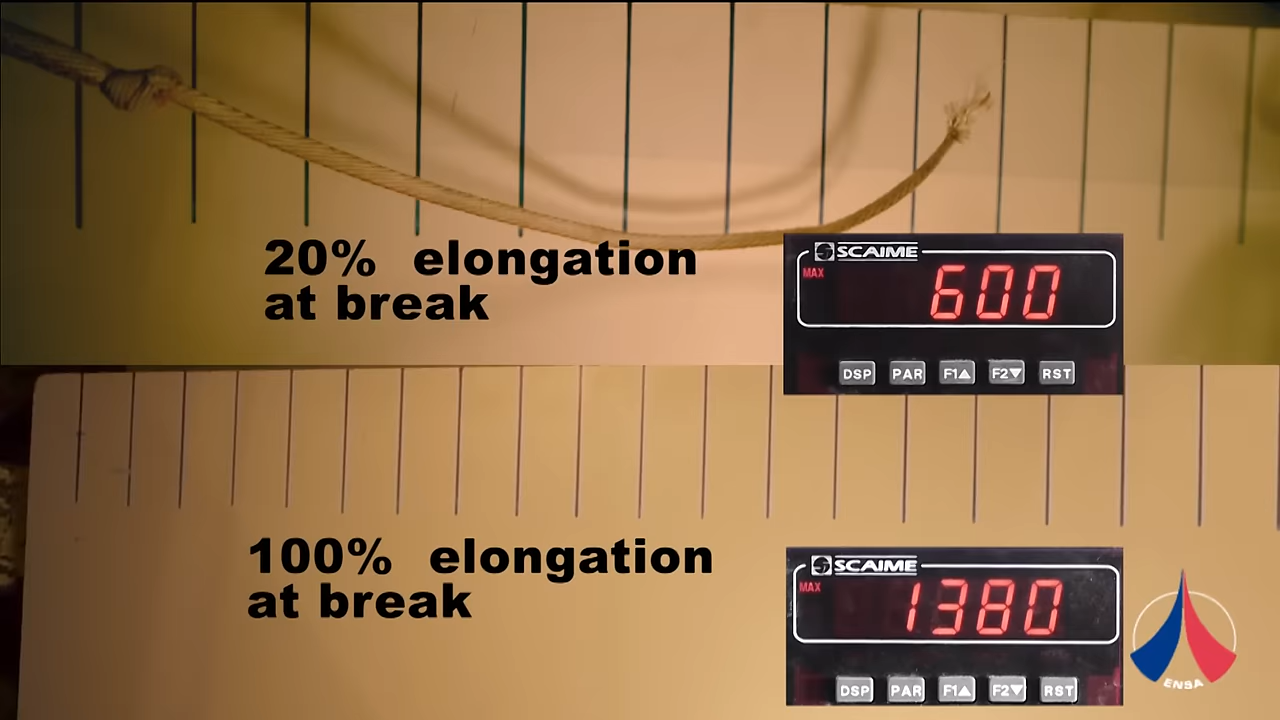 20% elongation
at break
SCAIME
MAX
600
DSP PAR F1▲ F2▼ RST
100% elongation
at break
SCAIME
MAX
1380
DSP PAR F1▲ F2▼ RST
ENSA